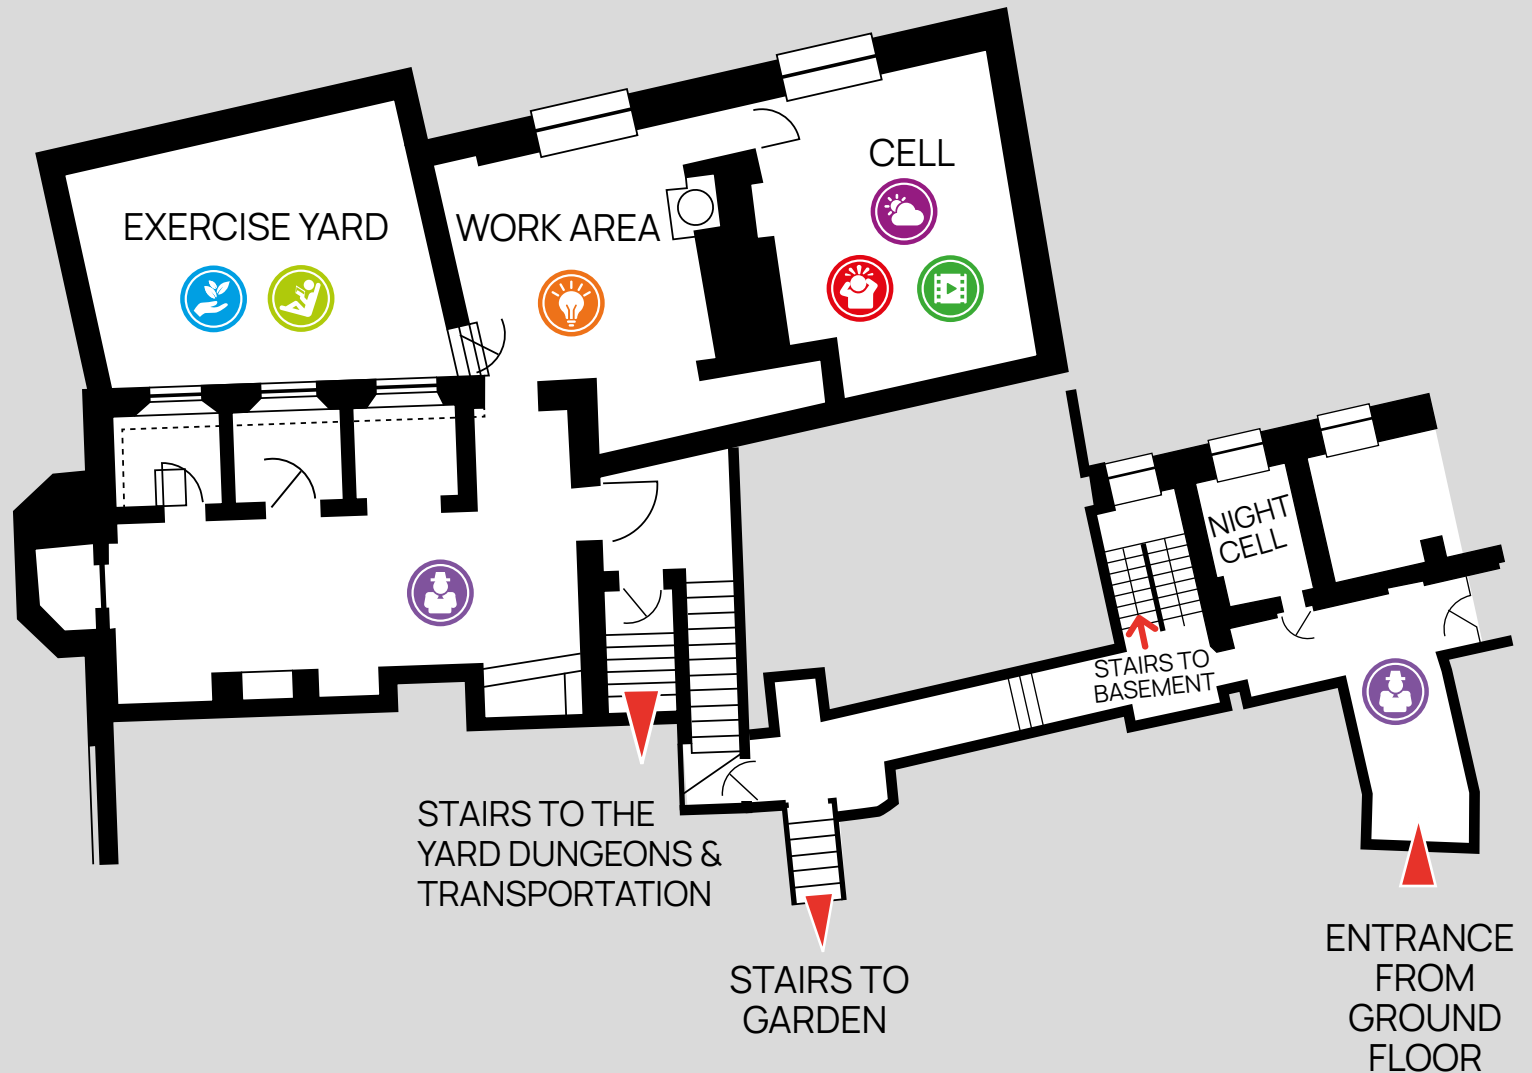 CELL
EXERCISE YARD
WORK AREA
NIGHT
CELL
STAIRS TO
BASEMENT
STAIRS TO THE
YARD DUNGEONS &
TRANSPORTATION
STAIRS TO
GARDEN
ENTRANCE
FROM
GROUND
FLOOR